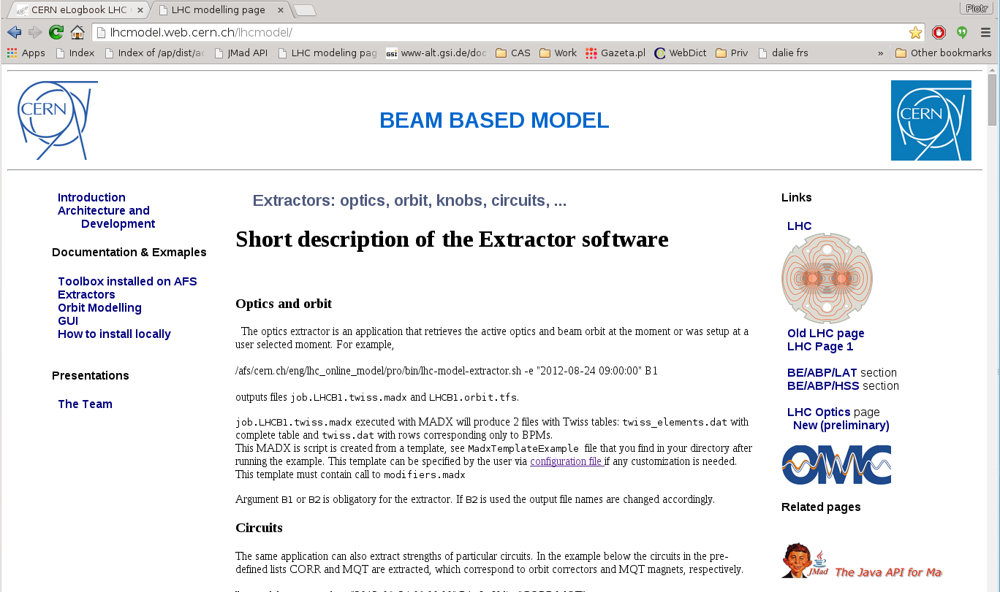 CERN eLogbook LHC
LHC modelling page
Piotr
lhcmodel.web.cern.ch/lhcmodel/
Apps Index Index of /ap/dist/ac JMad API LHC modeling pag GSI www-alt.gsi.de/doc CAS Work Gazeta.pl WebDict Priv dalie frs » Other bookmarks
CERN
BEAM BASED MODEL
CERN
Introduction
Architecture and
Development
Documentation & Exmaples
Toolbox installed on AFS
Extractors
Orbit Modelling
GUI
How to install locally
Presentations
The Team
Extractors: optics, orbit, knobs, circuits, ...
Short description of the Extractor software
Optics and orbit
The optics extractor is an application that retrieves the active optics and beam orbit at the moment or was setup at a
user selected moment. For example,
/afs/cern.ch/eng/lhc_online_model/pro/bin/lhc-model-extractor.sh -e "2012-08-24 09:00:00" B1
outputs files job.LHCB1.twiss.madx and LHCB1.orbit.tfs.
job.LHCB1.twiss.madx executed with MADX will produce 2 files with Twiss tables: twiss_elements.dat with
complete table and twiss.dat with rows corresponding only to BPMs.
This MADX is script is created from a template, see MadxTemplateExample file that you find in your directory after
running the example. This template can be specified by the user via configuration file if any customization is needed.
This template must contain call to modifiers.madx
Argument B1 or B2 is obligatory for the extractor. If B2 is used the output file names are changed accordingly.
Circuits
The same application can also extract strengths of particular circuits. In the example below the circuits in the pre-
defined lists CORR and MQT are extracted, which correspond to orbit correctors and MQT magnets, respectively.
Links
LHC
Old LHC page
LHC Page 1
BE/ABP/LAT section
BE/ABP/HSS section
LHC Optics page
New (preliminary)
OMC
Related pages
JMad The Java API for Ma